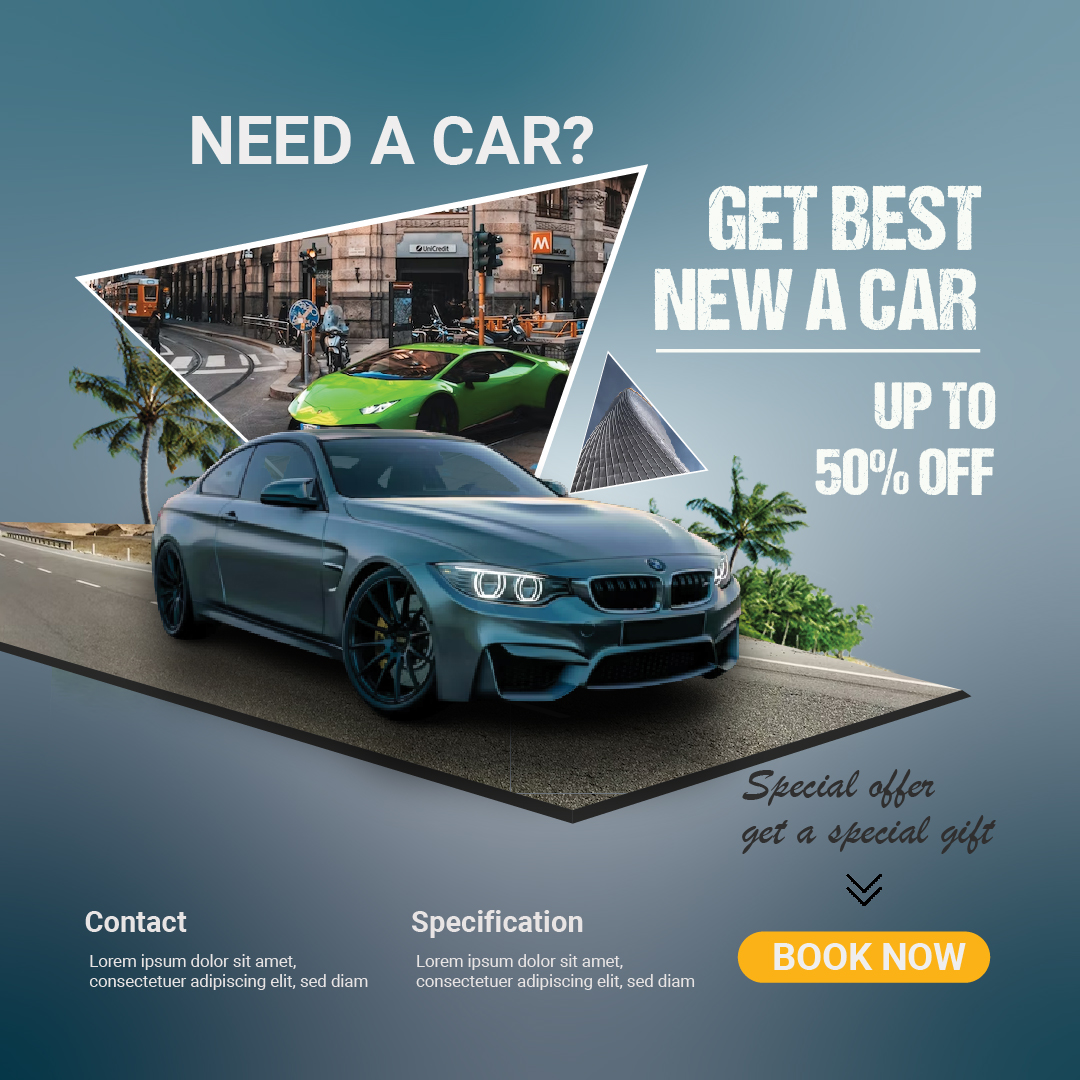 NEED A CAR?
UniCredit
M
GET BEST
NEW A CAR
UP TO
50% OFF
Special offer
get a special gift
Contact
Lorem ipsum dolor sit amet,
consectetuer adipiscing elit, sed diam
Specification
Lorem ipsum dolor sit amet,
consectetuer adipiscing elit, sed diam
BOOK NOW